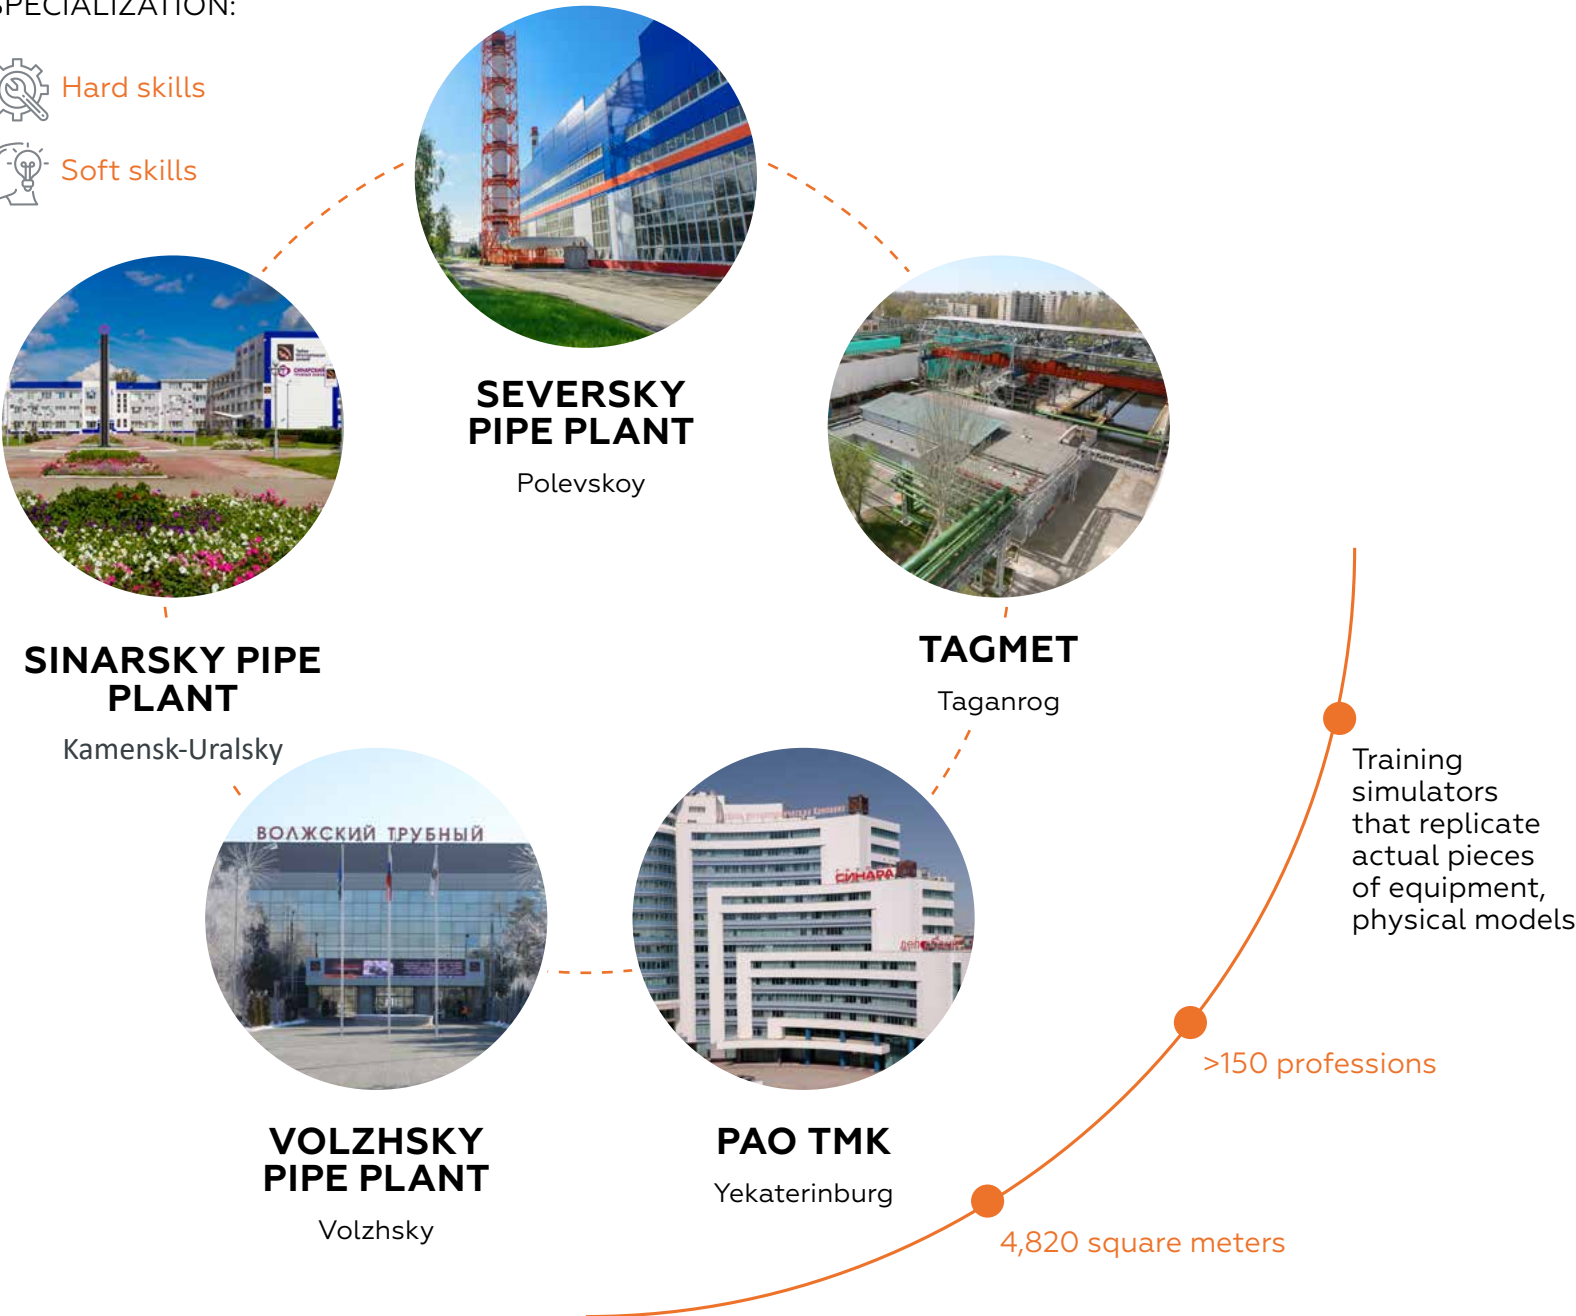 SPECIALIZATION:
Hard skills
Soft skills
SEVERSKY
PIPE PLANT
Polevskoy
SINARSKY PIPE
PLANT
Kamensk-Uralsky
TAGMET
Taganrog
ВОЛЖСКИЙ ТРУБНЫЙ
СИНАРА
VOLZHSKY
PIPE PLANT
Volzhsky
PAO TMK
Yekaterinburg
Training
simulators
that replicate
actual pieces
of equipment,
physical models
>150 professions
4,820 square meters